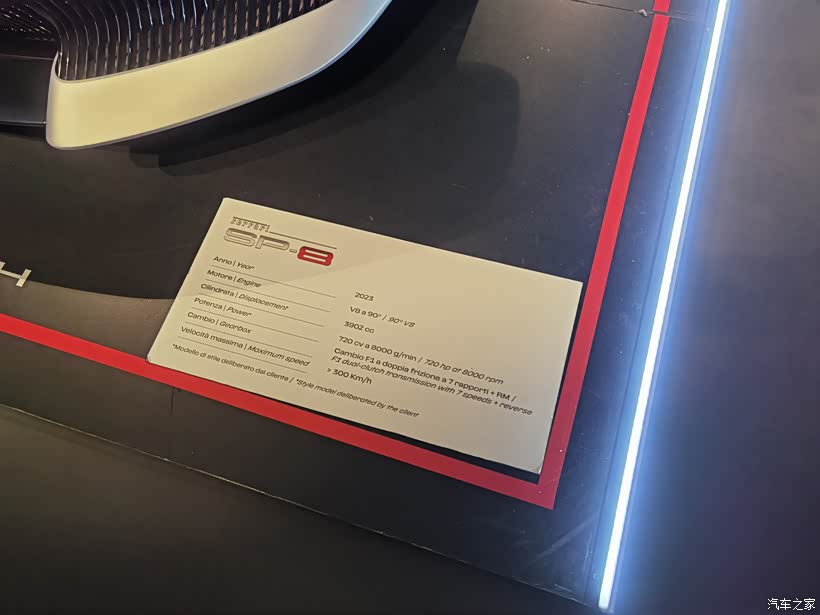 FERRARI
SP-8
Anno | Year
2023
Motore | Engine
V8 a 90° / 90° V8
Cilindrata | Displacement
3902 cc
Potenza | Power
720 cv a 8000 g/min / 720 hp at 8000 rpm
Cambio | Gearbox
Cambio F1 a doppia frizione a 7 rapporti + RM /
F1 dual-clutch transmission with 7 speeds + reverse
Velocità massima | Maximum speed
> 300 Km/h
*Modello di stile deliberato dal cliente / *Style model deliberated by the client
H
汽车之家